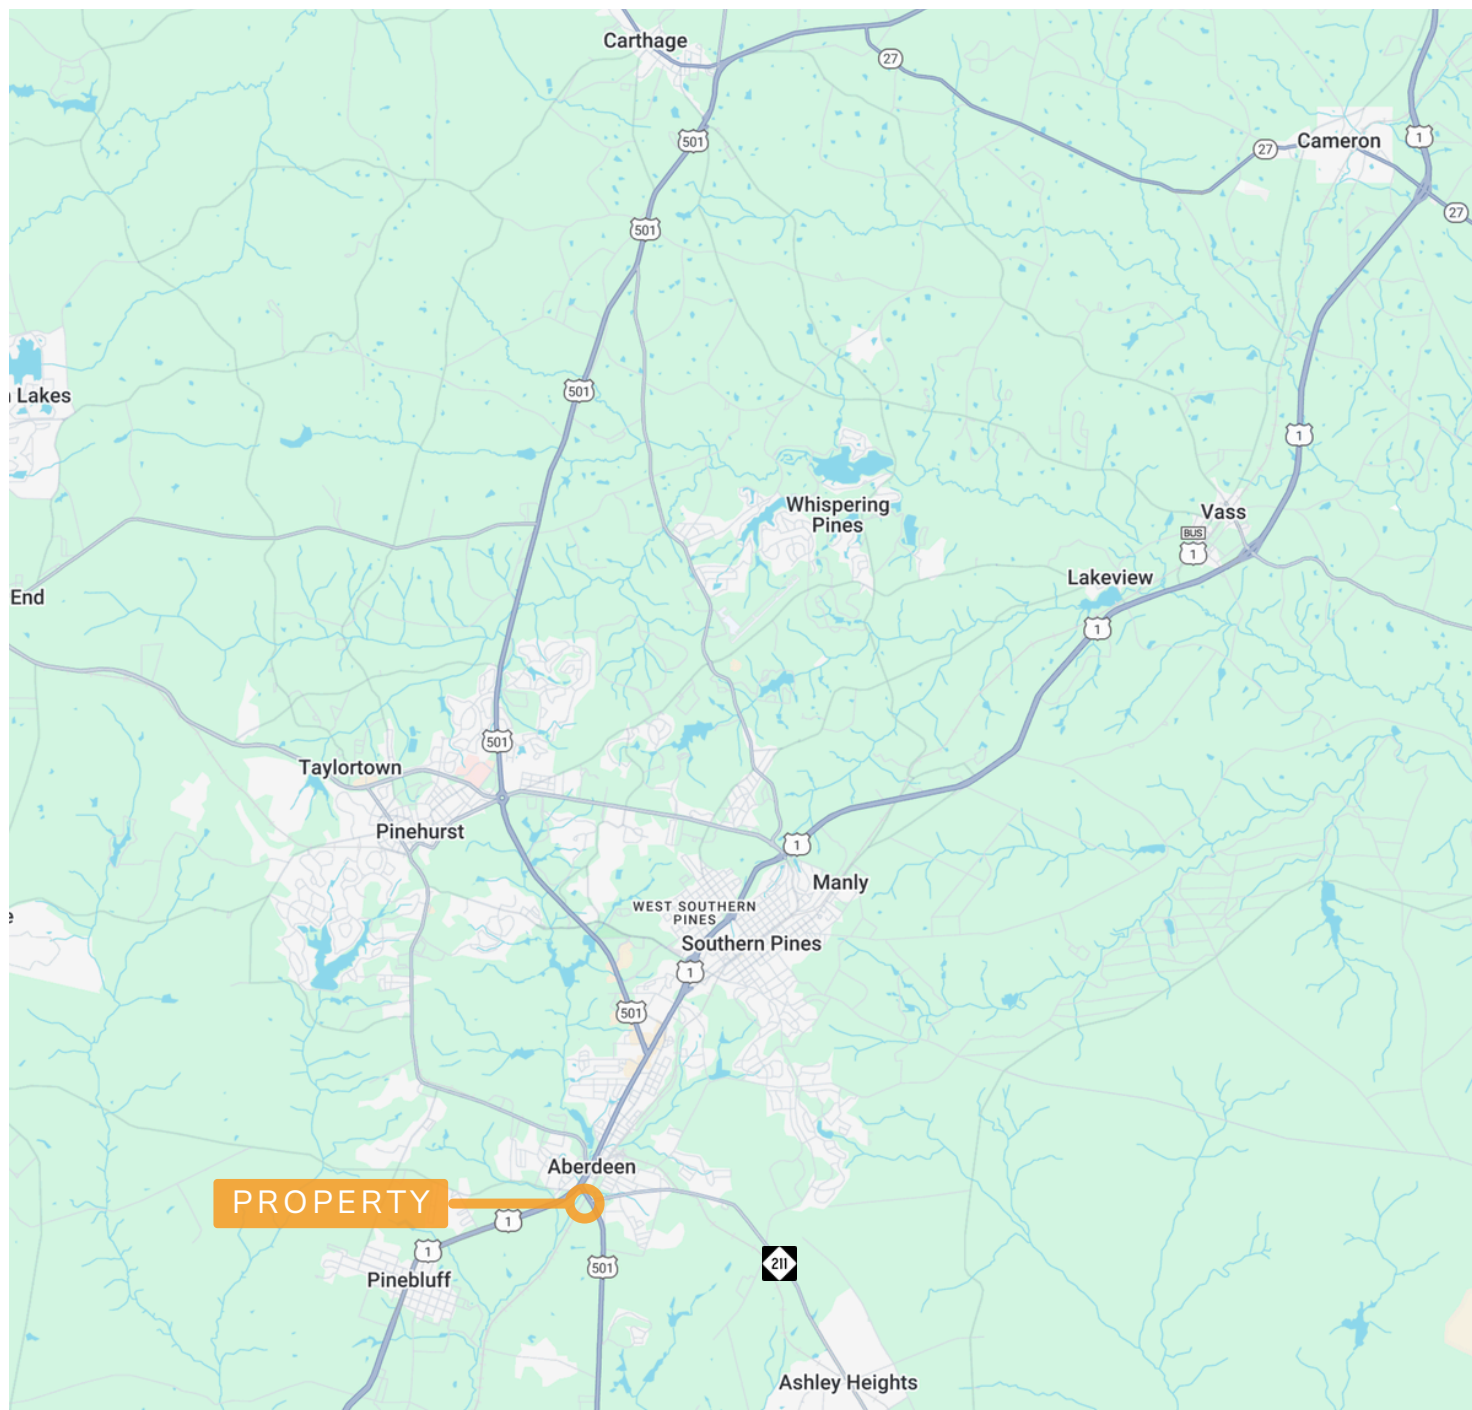 Carthage
27
501
Cameron
1
27
27
501
Lakes
501
1
Whispering
Pines
Vass
BUS
1
Lakeview
End
1
501
Taylortown
Pinehurst
1
Manly
WEST SOUTHERN
PINES
Southern Pines
1
501
Aberdeen
PROPERTY
1
1
501
211
Pinebluff
Ashley Heights